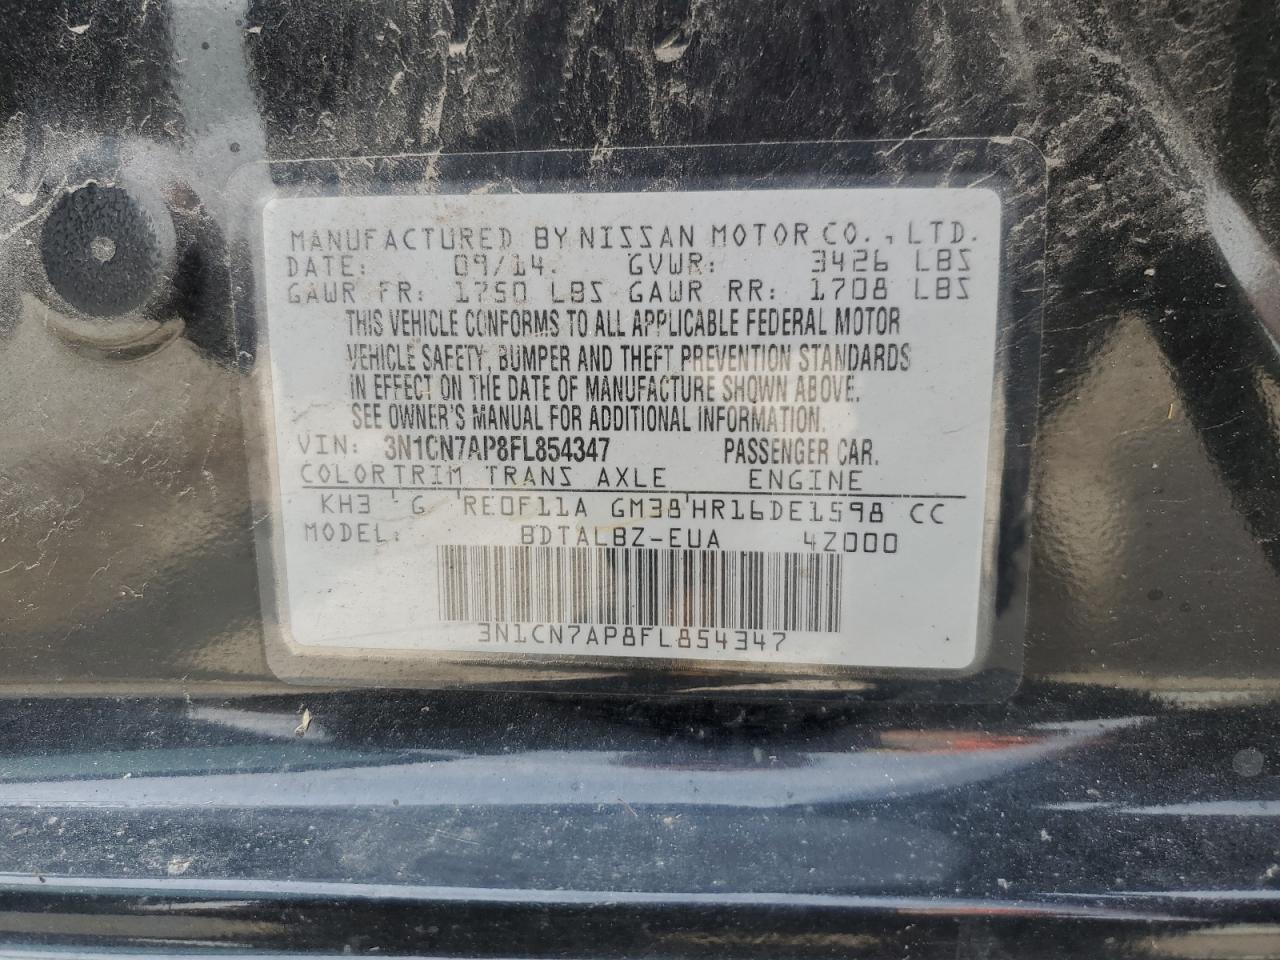 MANUFACTURED BY NISSAN MOTOR CO., LTD.
DATE: 09/14. GVWR: 3426 LBS
GAWR FR: 1750 LBS GAWR RR: 1708 LBS
THIS VEHICLE CONFORMS TO ALL APPLICABLE FEDERAL MOTOR
VEHICLE SAFETY, BUMPER AND THEFT PREVENTION STANDARDS
IN EFFECT ON THE DATE OF MANUFACTURE SHOWN ABOVE.
SEE OWNER'S MANUAL FOR ADDITIONAL INFORMATION.
VIN: 3N1CN7AP8FL854347 PASSENGER CAR.
COLOR TRIM TRANS AXLE ENGINE
KH3 ' G ' RE0F11A GM38 ' HR16DE1598 CC
MODEL: BDTALBZ-EUA 4Z000
3N1CN7AP8FL854347